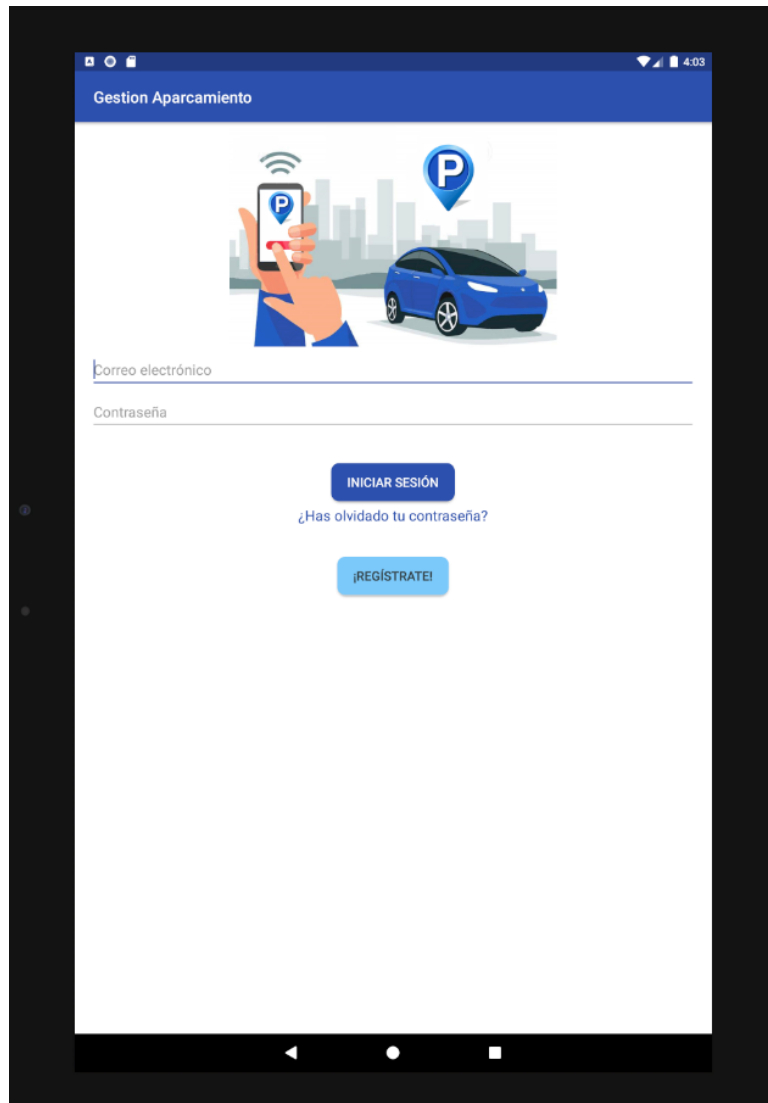 4:03
Gestion Aparcamiento
P
P
Correo electrónico
Contraseña
INICIAR SESIÓN
¿Has olvidado tu contraseña?
¡REGÍSTRATE!